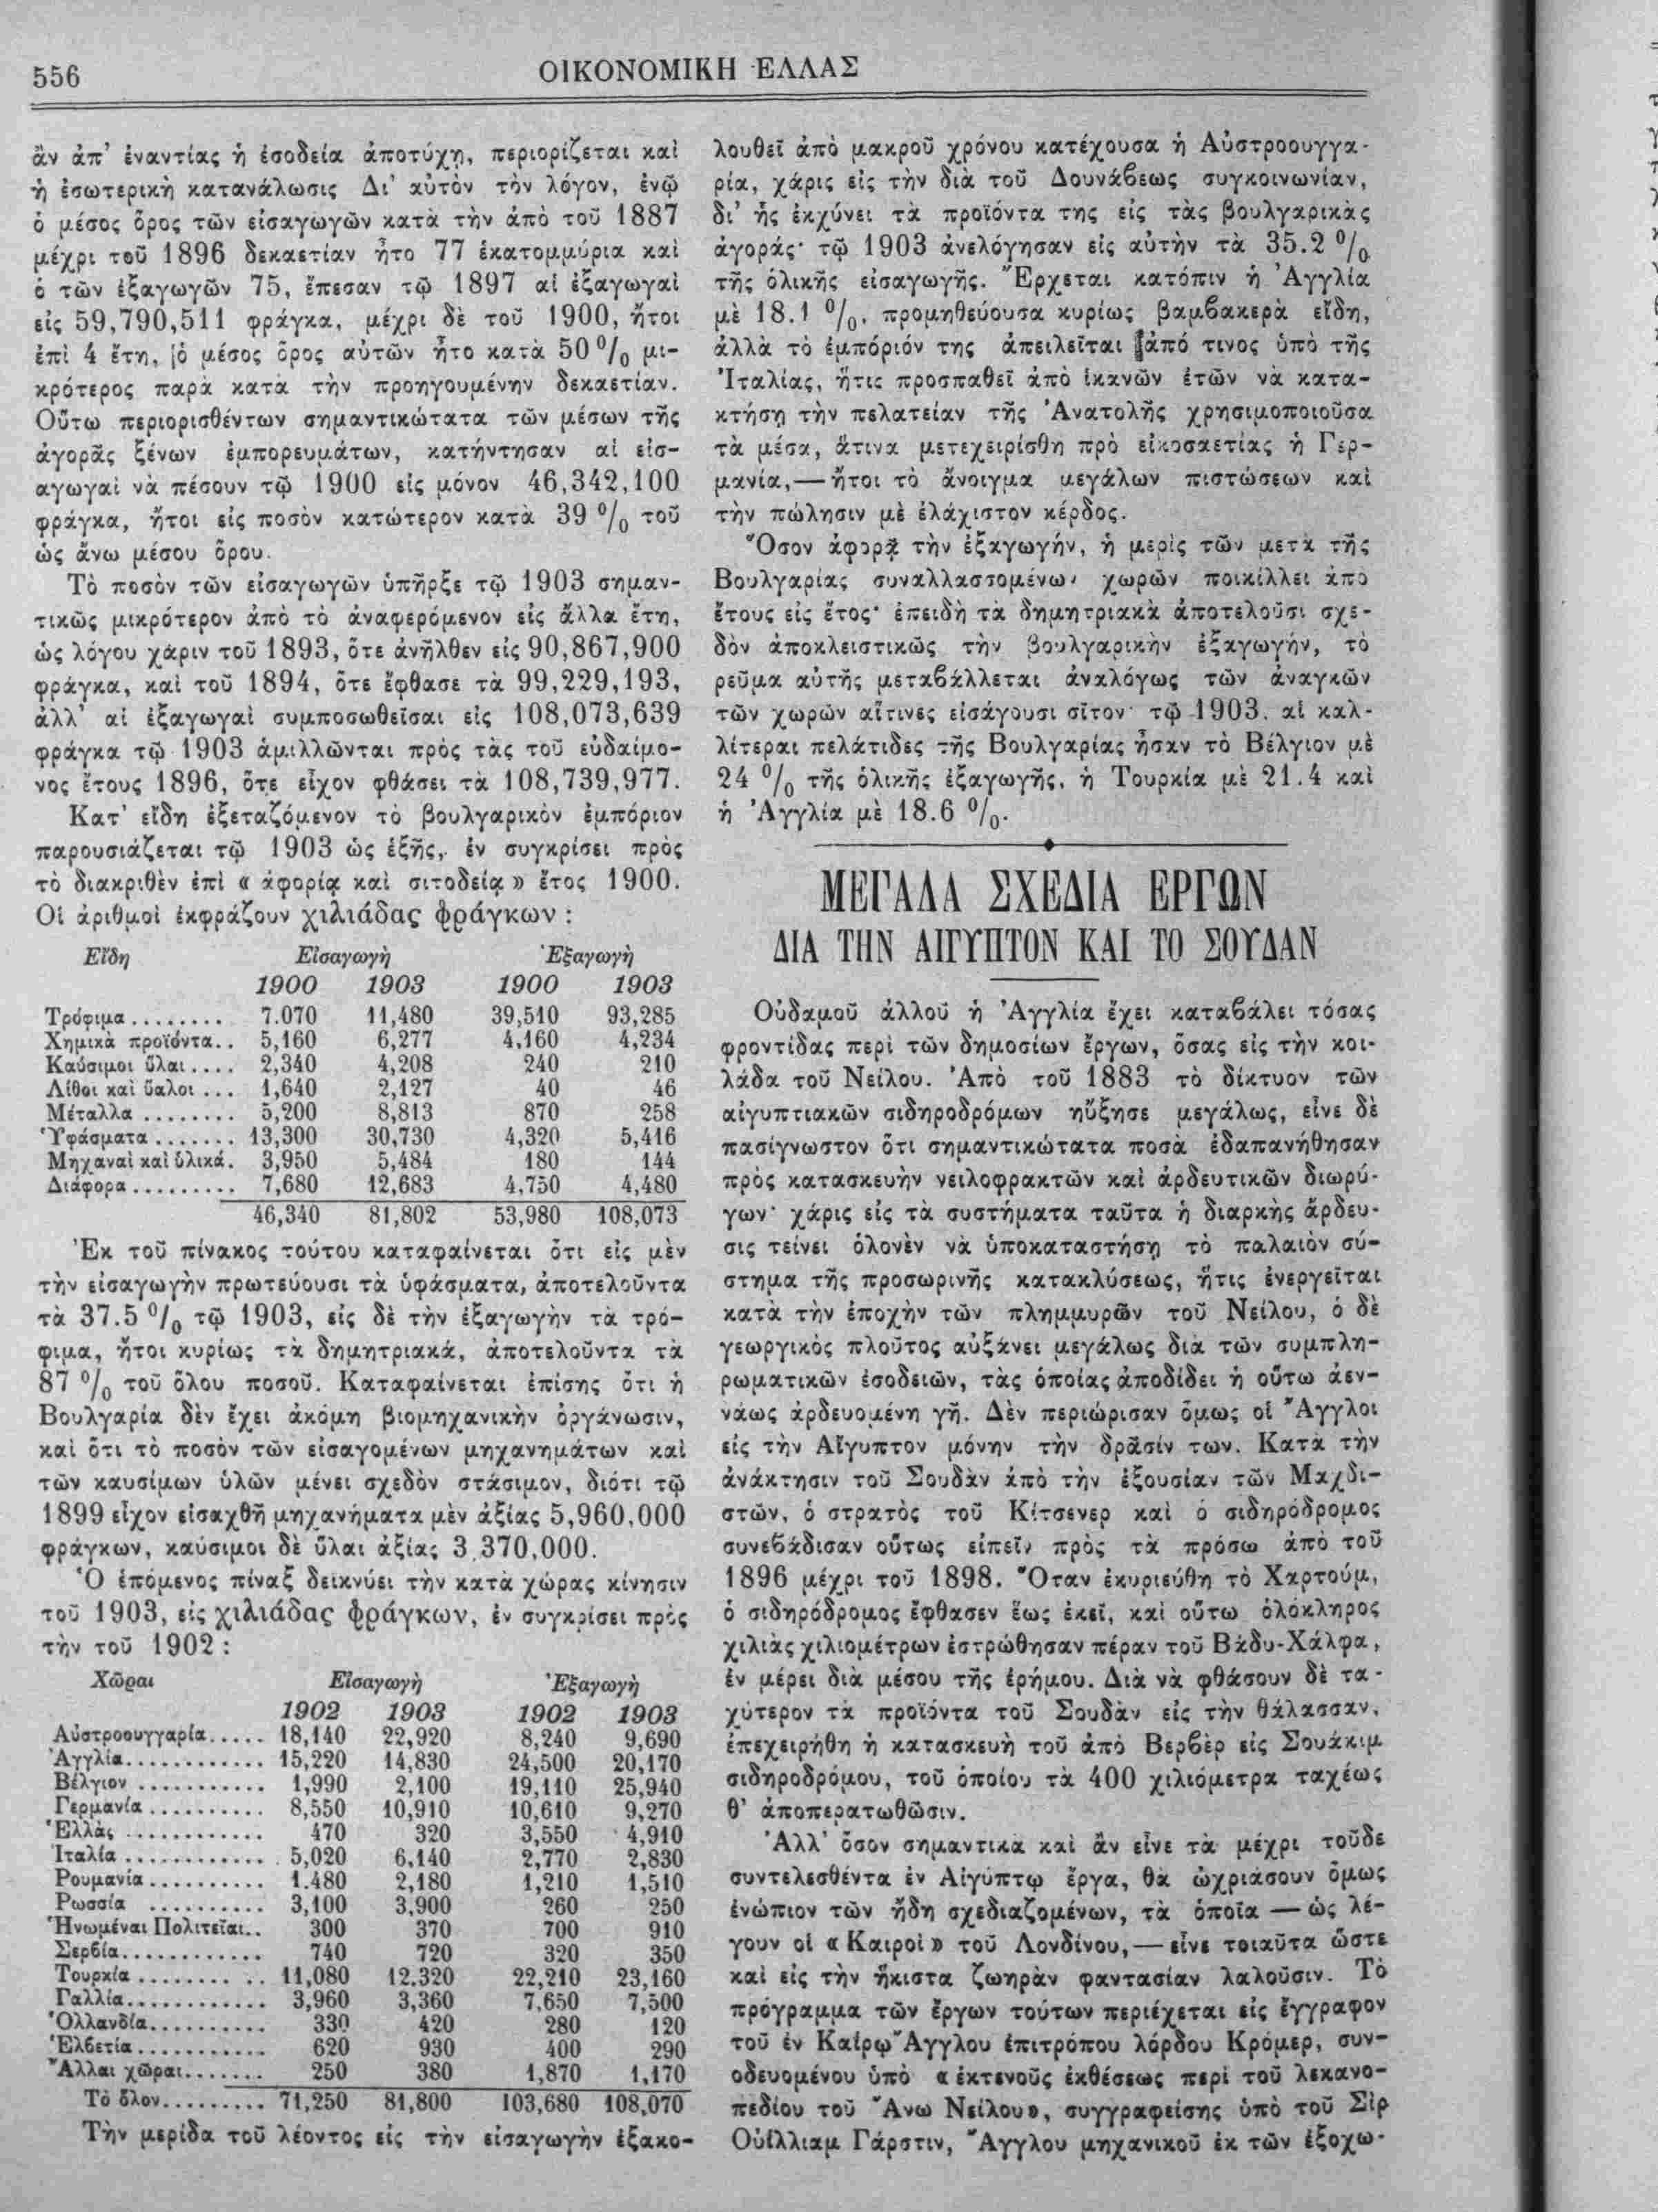 556
ΟΙΚΟΝΟΜΙΚΗ ΕΛΛΑΣ
ἂν ἀπ' ἐναντίας ἡ ἐσοδεία ἀποτύχῃ, περιορίζεται καὶ
ἡ ἐσωτερικὴ κατανάλωσις Δι' αὐτὸν τὸν λόγον, ἐνῷ
ὁ μέσος ὅρος τῶν εἰσαγωγῶν κατὰ τὴν ἀπὸ τοῦ 1887
μέχρι τοῦ 1896 δεκαετίαν ἦτο 77 ἑκατομμύρια καὶ
ὁ τῶν ἐξαγωγῶν 75, ἔπεσαν τῷ 1897 αἱ ἐξαγωγαὶ
εἰς 59,790,511 φράγκα, μέχρι δὲ τοῦ 1900, ἤτοι
ἐπὶ 4 ἔτη, ὁ μέσος ὅρος αὐτῶν ἦτο κατὰ 50 % μι-
κρότερος παρὰ κατὰ τὴν προηγουμένην δεκαετίαν.
Οὕτω περιορισθέντων σημαντικώτατα τῶν μέσων τῆς
ἀγορᾶς ξένων ἐμπορευμάτων, κατήντησαν αἱ εἰσ-
αγωγαὶ νὰ πέσουν τῷ 1900 εἰς μόνον 46,342,100
φράγκα, ἤτοι εἰς ποσὸν κατώτερον κατὰ 39 % τοῦ
ὡς ἄνω μέσου ὅρου.
Τὸ ποσὸν τῶν εἰσαγωγῶν ὑπῆρξε τῷ 1903 σημαν-
τικῶς μικρότερον ἀπὸ τὸ ἀναφερόμενον εἰς ἄλλα ἔτη,
ὡς λόγου χάριν τοῦ 1893, ὅτε ἀνῆλθεν εἰς 90,867,900
φράγκα, καὶ τοῦ 1894, ὅτε ἔφθασε τὰ 99,229,193,
ἀλλ' αἱ ἐξαγωγαὶ συμποσωθεῖσαι εἰς 108,073,639
φράγκα τῷ 1903 ἁμιλλῶνται πρὸς τὰς τοῦ εὐδαίμο-
νος ἔτους 1896, ὅτε εἶχον φθάσει τὰ 108,739,977.
Κατ' εἴδη ἐξεταζόμενον τὸ βουλγαρικὸν ἐμπόριον
παρουσιάζεται τῷ 1903 ὡς ἑξῆς, ἐν συγκρίσει πρὸς
τὸ διακριθὲν ἐπὶ « ἀφορίᾳ καὶ σιτοδείᾳ » ἔτος 1900.
Οἱ ἀριθμοὶ ἐκφράζουν χιλιάδας φράγκων :
Εἴδη Εἰσαγωγὴ Ἐξαγωγὴ
1900 1903 1900 1903
Τρόφιμα........ 7.070 11,480 39,510 93,285
Χημικὰ προϊόντα.. 5,160 6,277 4,160 4,234
Καύσιμοι ὗλαι.... 2,340 4,208 240 210
Λίθοι καὶ ὕαλοι ... 1,640 2,127 40 46
Μέταλλα ........ 5,200 8,813 870 258
Ὑφάσματα ....... 13,300 30,730 4,320 5,416
Μηχαναὶ καὶ ὑλικά. 3,950 5,484 180 144
Διάφορα......... 7,680 12,683 4,750 4,480
46,340 81,802 53,980 108,073
Ἐκ τοῦ πίνακος τούτου καταφαίνεται ὅτι εἰς μὲν
τὴν εἰσαγωγὴν πρωτεύουσι τὰ ὑφάσματα, ἀποτελοῦντα
τὰ 37.5 % τῷ 1903, εἰς δὲ τὴν ἐξαγωγὴν τὰ τρό-
φιμα, ἤτοι κυρίως τὰ δημητριακά, ἀποτελοῦντα τὰ
87 % τοῦ ὅλου ποσοῦ. Καταφαίνεται ἐπίσης ὅτι ἡ
Βουλγαρία δὲν ἔχει ἀκόμη βιομηχανικὴν ὀργάνωσιν,
καὶ ὅτι τὸ ποσὸν τῶν εἰσαγομένων μηχανημάτων καὶ
τῶν καυσίμων ὑλῶν μένει σχεδὸν στάσιμον, διότι τῷ
1899 εἶχον εἰσαχθῆ μηχανήματα μὲν ἀξίας 5,960,000
φράγκων, καύσιμοι δὲ ὗλαι ἀξίας 3,370,000.
Ὁ ἑπόμενος πίναξ δεικνύει τὴν κατὰ χώρας κίνησιν
τοῦ 1903, εἰς χιλιάδας φράγκων, ἐν συγκρίσει πρὸς
τὴν τοῦ 1902 :
Χῶραι Εἰσαγωγὴ Ἐξαγωγὴ
1902 1903 1902 1903
Αὐστροουγγαρία..... 18,140 22,920 8,240 9,690
Ἀγγλία............ 15,220 14,830 24,500 20,170
Βέλγιον ........... 1,990 2,100 19,110 25,940
Γερμανία.......... 8,550 10,910 10,610 9,270
Ἑλλὰς ............ 470 320 3,550 4,910
Ἰταλία ............ 5,020 6,140 2,770 2,830
Ρουμανία.......... 1.480 2,180 1,210 1,510
Ρωσσία .......... 3,100 3,900 260 250
Ἡνωμέναι Πολιτεῖαι.. 300 370 700 910
Σερβία............ 740 720 320 350
Τουρκία .......... 11,080 12.320 22,210 23,160
Γαλλία............ 3,960 3,360 7,650 7,500
Ὁλλανδία.......... 330 420 280 120
Ἑλβετία........... 620 930 400 290
Ἄλλαι χῶραι....... 250 380 1,870 1,170
Τὸ ὅλον......... 71,250 81,800 103,680 108,070
Τὴν μερίδα τοῦ λέοντος εἰς τὴν εἰσαγωγὴν ἐξακο-
λουθεῖ ἀπὸ μακροῦ χρόνου κατέχουσα ἡ Αὐστροουγγα-
ρία, χάρις εἰς τὴν διὰ τοῦ Δουνάβεως συγκοινωνίαν,
δι' ἧς ἐκχύνει τὰ προϊόντα της εἰς τὰς βουλγαρικὰς
ἀγοράς· τῷ 1903 ἀνελόγησαν εἰς αὐτὴν τὰ 35.2 %
τῆς ὁλικῆς εἰσαγωγῆς. Ἔρχεται κατόπιν ἡ Ἀγγλία
μὲ 18.1 %, προμηθεύουσα κυρίως βαμβακερὰ εἴδη,
ἀλλὰ τὸ ἐμπόριόν της ἀπειλεῖται ἀπό τινος ὑπὸ τῆς
Ἰταλίας, ἥτις προσπαθεῖ ἀπὸ ἱκανῶν ἐτῶν νὰ κατα-
κτήσῃ τὴν πελατείαν τῆς Ἀνατολῆς χρησιμοποιοῦσα
τὰ μέσα, ἅτινα μετεχειρίσθη πρὸ εἰκοσαετίας ἡ Γερ-
μανία,—ἤτοι τὸ ἄνοιγμα μεγάλων πιστώσεων καὶ
τὴν πώλησιν μὲ ἐλάχιστον κέρδος.
Ὅσον ἀφορᾷ τὴν ἐξαγωγήν, ἡ μερὶς τῶν μετὰ τῆς
Βουλγαρίας συναλλασσομένων χωρῶν ποικίλλει ἀπὸ
ἔτους εἰς ἔτος· ἐπειδὴ τὰ δημητριακὰ ἀποτελοῦσι σχε-
δὸν ἀποκλειστικῶς τὴν βουλγαρικὴν ἐξαγωγήν, τὸ
ρεῦμα αὐτῆς μεταβάλλεται ἀναλόγως τῶν ἀναγκῶν
τῶν χωρῶν αἵτινες εἰσάγουσι σῖτον· τῷ 1903. αἱ καλ-
λίτεραι πελάτιδες τῆς Βουλγαρίας ἦσαν τὸ Βέλγιον μὲ
24 % τῆς ὁλικῆς ἐξαγωγῆς, ἡ Τουρκία μὲ 21.4 καὶ
ἡ Ἀγγλία μὲ 18.6 %.
ΜΕΓΑΛΑ ΣΧΕΔΙΑ ΕΡΓΩΝ
ΔΙΑ ΤΗΝ ΑΙΓΥΠΤΟΝ ΚΑΙ ΤΟ ΣΟΥΔΑΝ
Οὐδαμοῦ ἀλλοῦ ἡ Ἀγγλία ἔχει καταβάλει τόσας
φροντίδας περὶ τῶν δημοσίων ἔργων, ὅσας εἰς τὴν κοι-
λάδα τοῦ Νείλου. Ἀπὸ τοῦ 1883 τὸ δίκτυον τῶν
αἰγυπτιακῶν σιδηροδρόμων ηὔξησε μεγάλως, εἶνε δὲ
πασίγνωστον ὅτι σημαντικώτατα ποσὰ ἐδαπανήθησαν
πρὸς κατασκευὴν νειλοφρακτῶν καὶ ἀρδευτικῶν διωρύ-
γων· χάρις εἰς τὰ συστήματα ταῦτα ἡ διαρκὴς ἄρδευ-
σις τείνει ὁλονὲν νὰ ὑποκαταστήσῃ τὸ παλαιὸν σύ-
στημα τῆς προσωρινῆς κατακλύσεως, ἥτις ἐνεργεῖται
κατὰ τὴν ἐποχὴν τῶν πλημμυρῶν τοῦ Νείλου, ὁ δὲ
γεωργικὸς πλοῦτος αὐξάνει μεγάλως διὰ τῶν συμπλη-
ρωματικῶν ἐσοδειῶν, τὰς ὁποίας ἀποδίδει ἡ οὕτω ἀεν-
νάως ἀρδευομένη γῆ. Δὲν περιώρισαν ὅμως οἱ Ἄγγλοι
εἰς τὴν Αἴγυπτον μόνην τὴν δρᾶσίν των. Κατὰ τὴν
ἀνάκτησιν τοῦ Σουδὰν ἀπὸ τὴν ἐξουσίαν τῶν Μαχδι-
στῶν, ὁ στρατὸς τοῦ Κίτσενερ καὶ ὁ σιδηρόδρομος
συνεβάδισαν οὕτως εἰπεῖν πρὸς τὰ πρόσω ἀπὸ τοῦ
1896 μέχρι τοῦ 1898. Ὅταν ἐκυριεύθη τὸ Χαρτούμ,
ὁ σιδηρόδρομος ἔφθασεν ἕως ἐκεῖ, καὶ οὕτω ὁλόκληρος
χιλιὰς χιλιομέτρων ἐστρώθησαν πέραν τοῦ Βάδυ-Χάλφα,
ἐν μέρει διὰ μέσου τῆς ἐρήμου. Διὰ νὰ φθάσουν δὲ τα-
χύτερον τὰ προϊόντα τοῦ Σουδὰν εἰς τὴν θάλασσαν,
ἐπεχειρήθη ἡ κατασκευὴ τοῦ ἀπὸ Βερβὲρ εἰς Σουάκιμ
σιδηροδρόμου, τοῦ ὁποίου τὰ 400 χιλιόμετρα ταχέως
θ' ἀποπερατωθῶσιν.
Ἀλλ' ὅσον σημαντικὰ καὶ ἂν εἶνε τὰ μέχρι τοῦδε
συντελεσθέντα ἐν Αἰγύπτῳ ἔργα, θὰ ὠχριάσουν ὅμως
ἐνώπιον τῶν ἤδη σχεδιαζομένων, τὰ ὁποῖα — ὡς λέ-
γουν οἱ « Καιροὶ» τοῦ Λονδίνου,— εἶνε τοιαῦτα ὥστε
καὶ εἰς τὴν ἥκιστα ζωηρὰν φαντασίαν λαλοῦσιν. Τὸ
πρόγραμμα τῶν ἔργων τούτων περιέχεται εἰς ἔγγραφον
τοῦ ἐν Καΐρῳ Ἄγγλου ἐπιτρόπου λόρδου Κρόμερ, συν-
οδευομένου ὑπὸ « ἐκτενοῦς ἐκθέσεως περὶ τοῦ λεκανο-
πεδίου τοῦ Ἄνω Νείλου», συγγραφείσης ὑπὸ τοῦ Σὶρ
Οὐΐλλιαμ Γάρστιν, Ἄγγλου μηχανικοῦ ἐκ τῶν ἐξοχω-